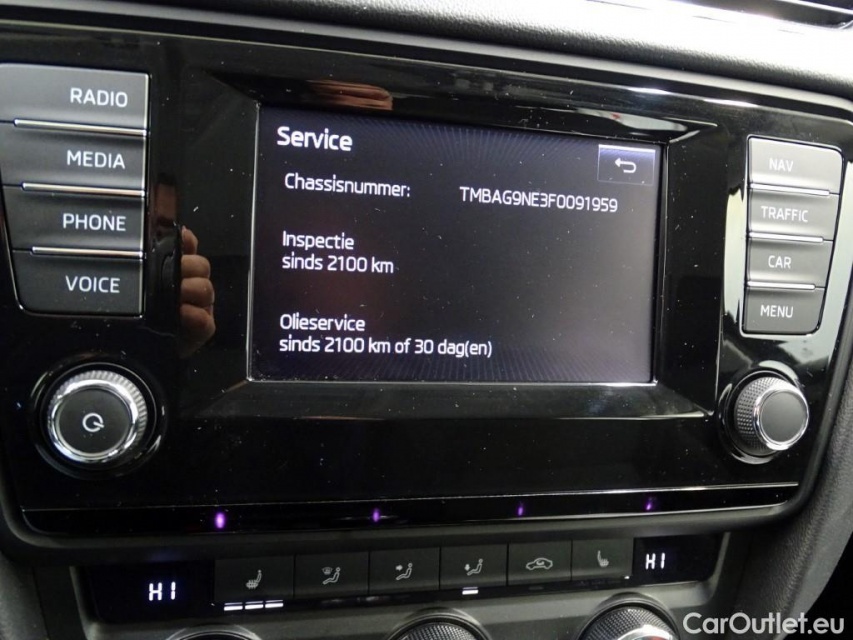 RADIO
MEDIA
PHONE
VOICE
Service
Chassisnummer: TMBAG9NE3F0091959
Inspectie
sinds 2100 km
Olieservice
sinds 2100 km of 30 dag(en)
NAV
TRAFFIC
CAR
MENU
HI
HI
CarOutlet.eu